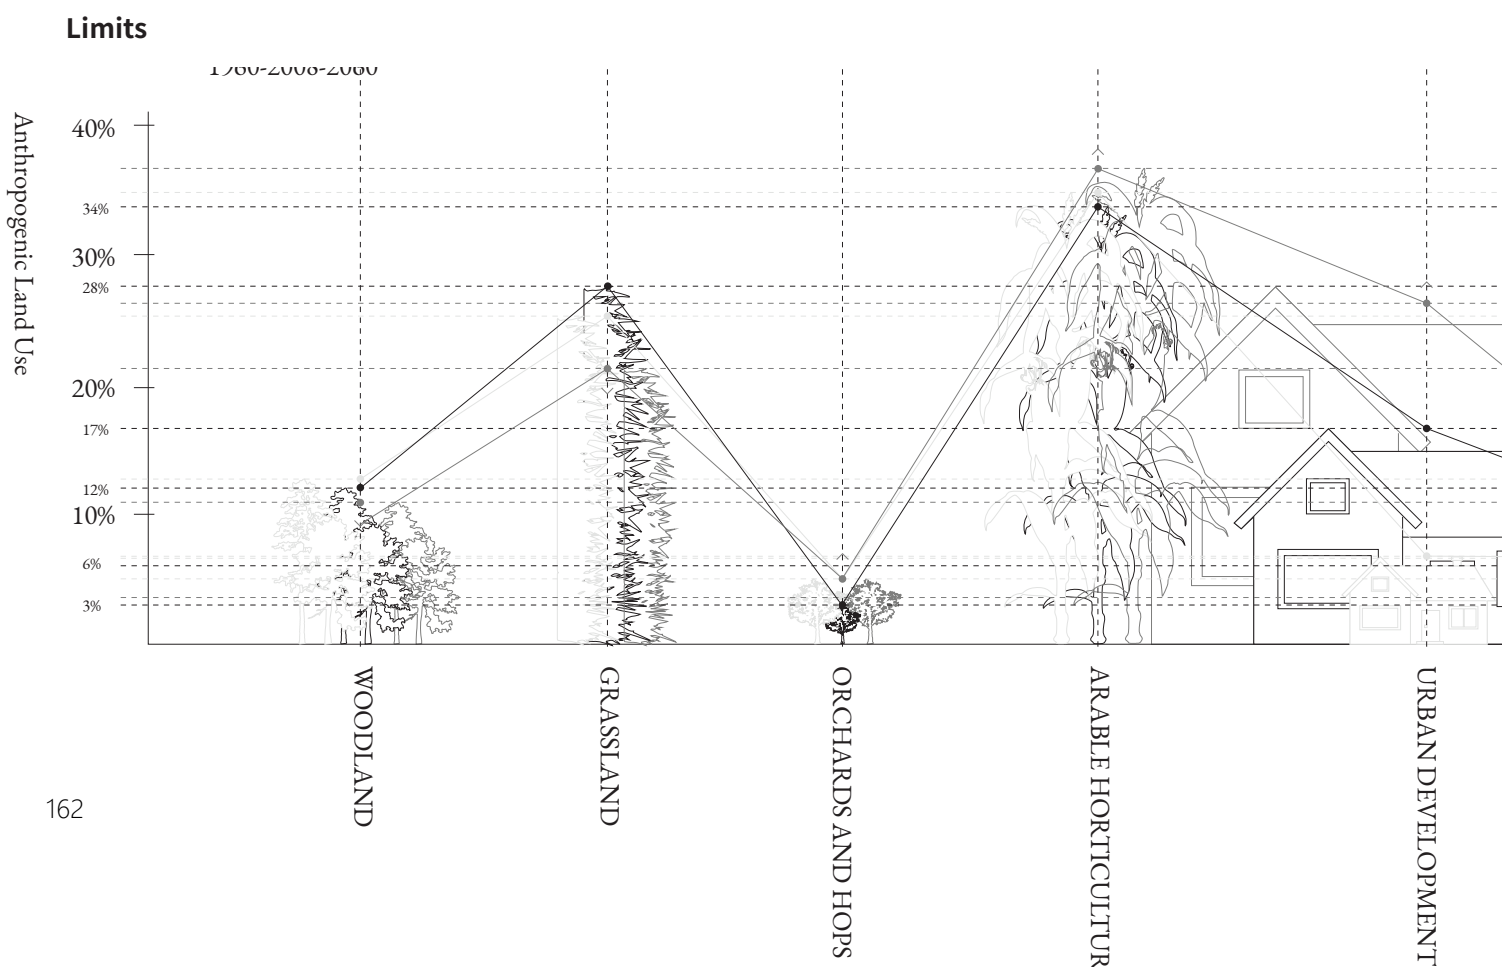 Limits
1960-2008-2060
Anthropogenic Land Use
40%
34%
30%
28%
20%
17%
12%
10%
6%
3%
WOODLAND
GRASSLAND
ORCHARDS AND HOPS
ARABLE HORTICULTUR
URBAN DEVELOPMENT
162